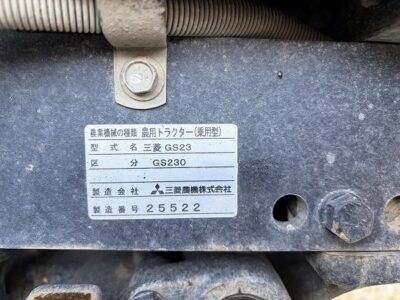 農業機械の種類 農用トラクター(乗用型)
型式名 三菱 GS23
区分 GS230
製造会社 三菱農機株式会社
製造番号 25522